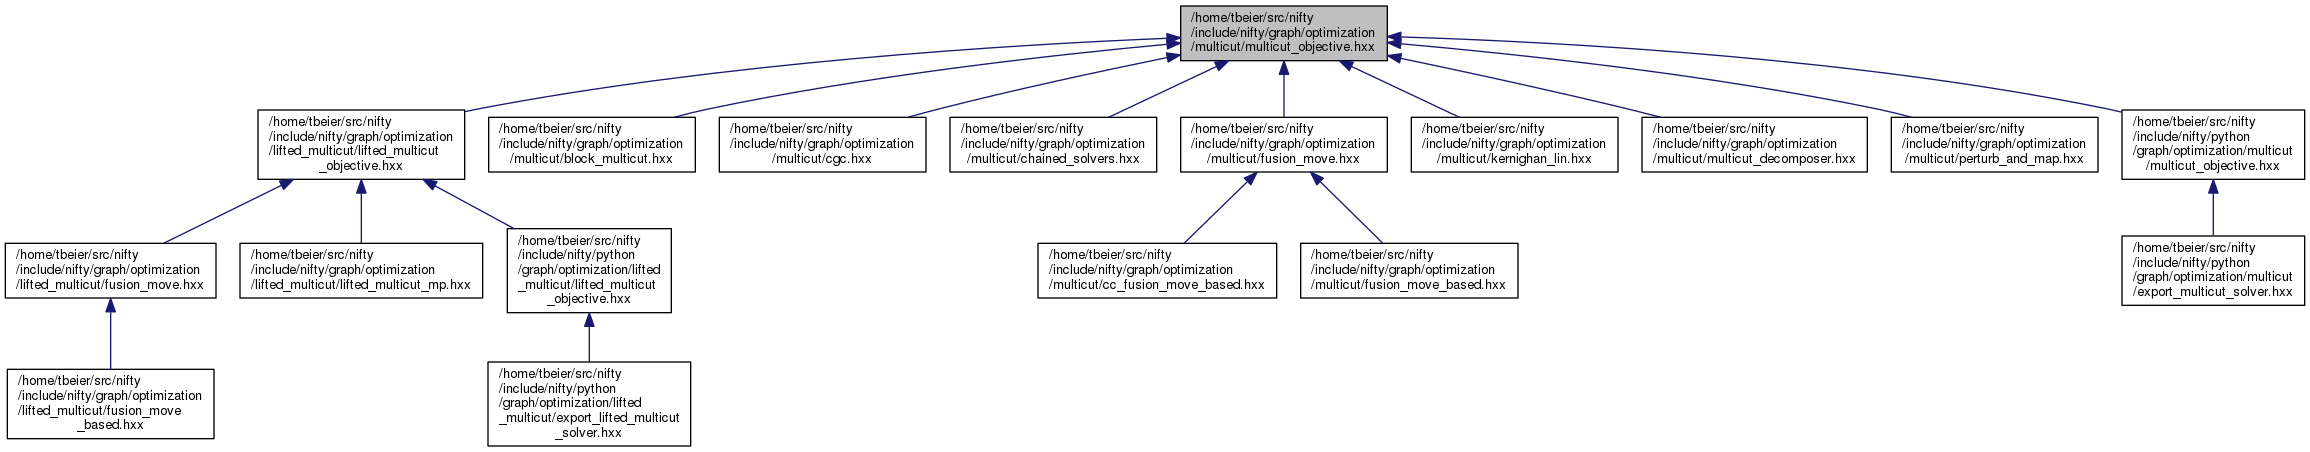 /home/tbeier/src/nifty
/include/nifty/graph/optimization
/multicut/multicut_objective.hxx
/home/tbeier/src/nifty
/include/nifty/graph/optimization
/lifted_multicut/lifted_multicut
_objective.hxx
/home/tbeier/src/nifty
/include/nifty/graph/optimization
/multicut/block_multicut.hxx
/home/tbeier/src/nifty
/include/nifty/graph/optimization
/multicut/cgc.hxx
/home/tbeier/src/nifty
/include/nifty/graph/optimization
/multicut/chained_solvers.hxx
/home/tbeier/src/nifty
/include/nifty/graph/optimization
/multicut/fusion_move.hxx
/home/tbeier/src/nifty
/include/nifty/graph/optimization
/multicut/kernighan_lin.hxx
/home/tbeier/src/nifty
/include/nifty/graph/optimization
/multicut/multicut_decomposer.hxx
/home/tbeier/src/nifty
/include/nifty/graph/optimization
/multicut/perturb_and_map.hxx
/home/tbeier/src/nifty
/include/nifty/python
/graph/optimization/multicut
/multicut_objective.hxx
/home/tbeier/src/nifty
/include/nifty/graph/optimization
/lifted_multicut/fusion_move.hxx
/home/tbeier/src/nifty
/include/nifty/graph/optimization
/lifted_multicut/lifted_multicut_mp.hxx
/home/tbeier/src/nifty
/include/nifty/python
/graph/optimization/lifted
_multicut/lifted_multicut
_objective.hxx
/home/tbeier/src/nifty
/include/nifty/graph/optimization
/multicut/cc_fusion_move_based.hxx
/home/tbeier/src/nifty
/include/nifty/graph/optimization
/multicut/fusion_move_based.hxx
/home/tbeier/src/nifty
/include/nifty/python
/graph/optimization/multicut
/export_multicut_solver.hxx
/home/tbeier/src/nifty
/include/nifty/graph/optimization
/lifted_multicut/fusion_move
_based.hxx
/home/tbeier/src/nifty
/include/nifty/python
/graph/optimization/lifted
_multicut/export_lifted_multicut
_solver.hxx